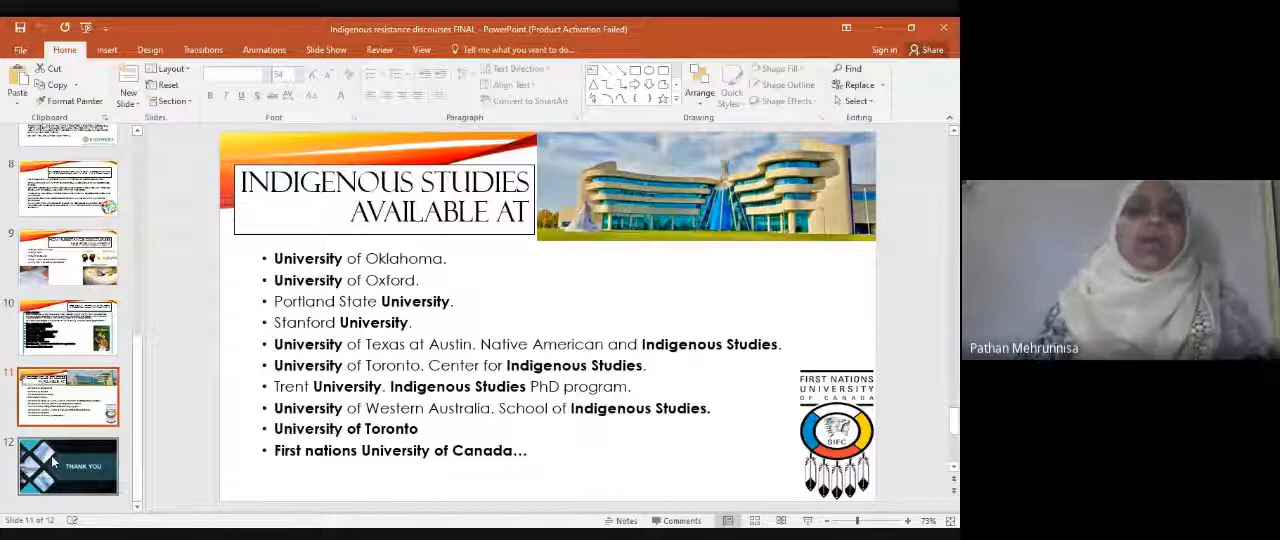 Indigenous resistance discourses FINAL - PowerPoint (Product Activation Failed)
File Home Insert Design Transitions Animations Slide Show Review View Tell me what you want to do... Sign in Share
Paste
Cut
Copy
Format Painter
Clipboard
New Slide
Layout
Reset
Section
Slides
54
B I U S abc AV Aa A
Font
Text Direction
Align Text
Convert to SmartArt
Paragraph
Arrange
Quick Styles
Shape Fill
Shape Outline
Shape Effects
Drawing
Find
Replace
Select
Editing
8
9
10
11
12
THANK YOU
INDIGENOUS STUDIES
AVAILABLE AT
• University of Oklahoma.
• University of Oxford.
• Portland State University.
• Stanford University.
• University of Texas at Austin. Native American and Indigenous Studies.
• University of Toronto. Center for Indigenous Studies.
• Trent University. Indigenous Studies PhD program.
• University of Western Australia. School of Indigenous Studies.
• University of Toronto
• First nations University of Canada...
FIRST NATIONS
UNIVERSITY
OF CANADA
SIFC
Pathan Mehrunnisa
Slide 11 of 12
Notes Comments 73%